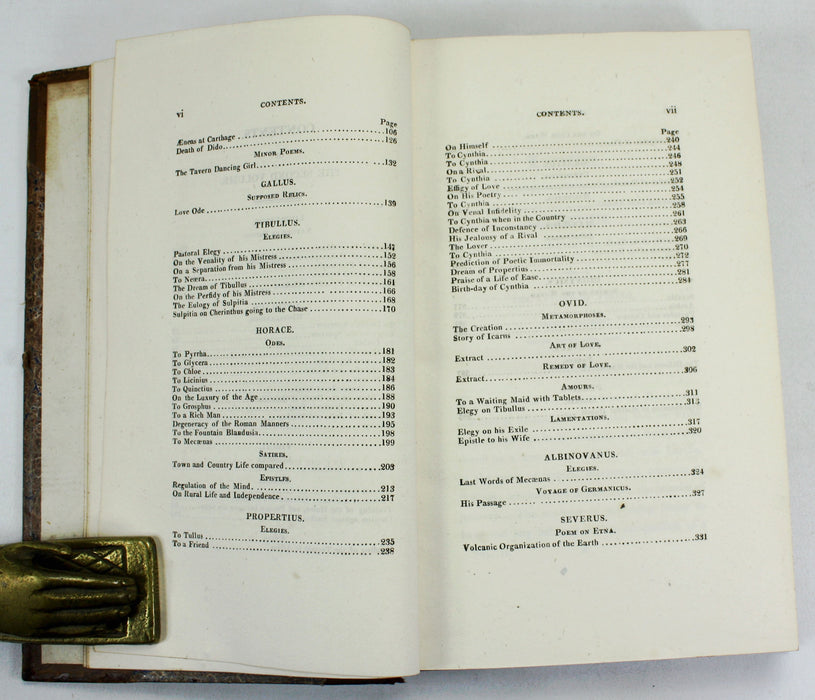 vi
CONTENTS.
Page
Æneas at Carthage 106
Death of Dido 126
MINOR POEMS.
The Tavern Dancing Girl 132
GALLUS.
SUPPOSED RELICS.
Love Ode 139
TIBULLUS.
ELEGIES.
Pastoral Elegy 147
On the Venality of his Mistress 152
On a Separation from his Mistress 156
To Neæra 158
The Dream of Tibullus 161
On the Perfidy of his Mistress 166
The Eulogy of Sulpitia 168
Sulpitia on Cherinthus going to the Chase 170
HORACE.
ODES.
To Pyrrha 181
To Glycera 182
To Chloe 183
To Licinius 184
To Quinctius 186
On the Luxury of the Age 188
To Grosphus 190
To a Rich Man 193
Degeneracy of the Roman Manners 195
To the Fountain Blandusia 198
To Mecænas 199
SATIRES.
Town and Country Life compared 203
EPISTLES.
Regulation of the Mind 213
On Rural Life and Independence 217
PROPERTIUS.
ELEGIES.
To Tullus 235
To a Friend 238
CONTENTS.
vii
Page
On Himself 240
To Cynthia 244
To Cynthia 246
On a Rival 248
To Cynthia 251
Effigy of Love 252
On His Poetry 254
To Cynthia 255
On Venal Infidelity 258
To Cynthia when in the Country 261
Defence of Inconstancy 263
His Jealousy of a Rival 266
The Lover 269
To Cynthia 270
Prediction of Poetic Immortality 272
Dream of Propertius 277
Praise of a Life of Ease 281
Birth-day of Cynthia 284
OVID.
METAMORPHOSES.
The Creation 293
Story of Icarus 298
ART OF LOVE.
Extract 302
REMEDY OF LOVE.
Extract 306
AMOURS.
To a Waiting Maid with Tablets 311
Elegy on Tibullus 313
LAMENTATIONS.
Elegy on his Exile 317
Epistle to his Wife 320
ALBINOVANUS.
ELEGIES.
Last Words of Mecænas 324
VOYAGE OF GERMANICUS.
His Passage 327
SEVERUS.
POEM ON ETNA.
Volcanic Organization of the Earth 331